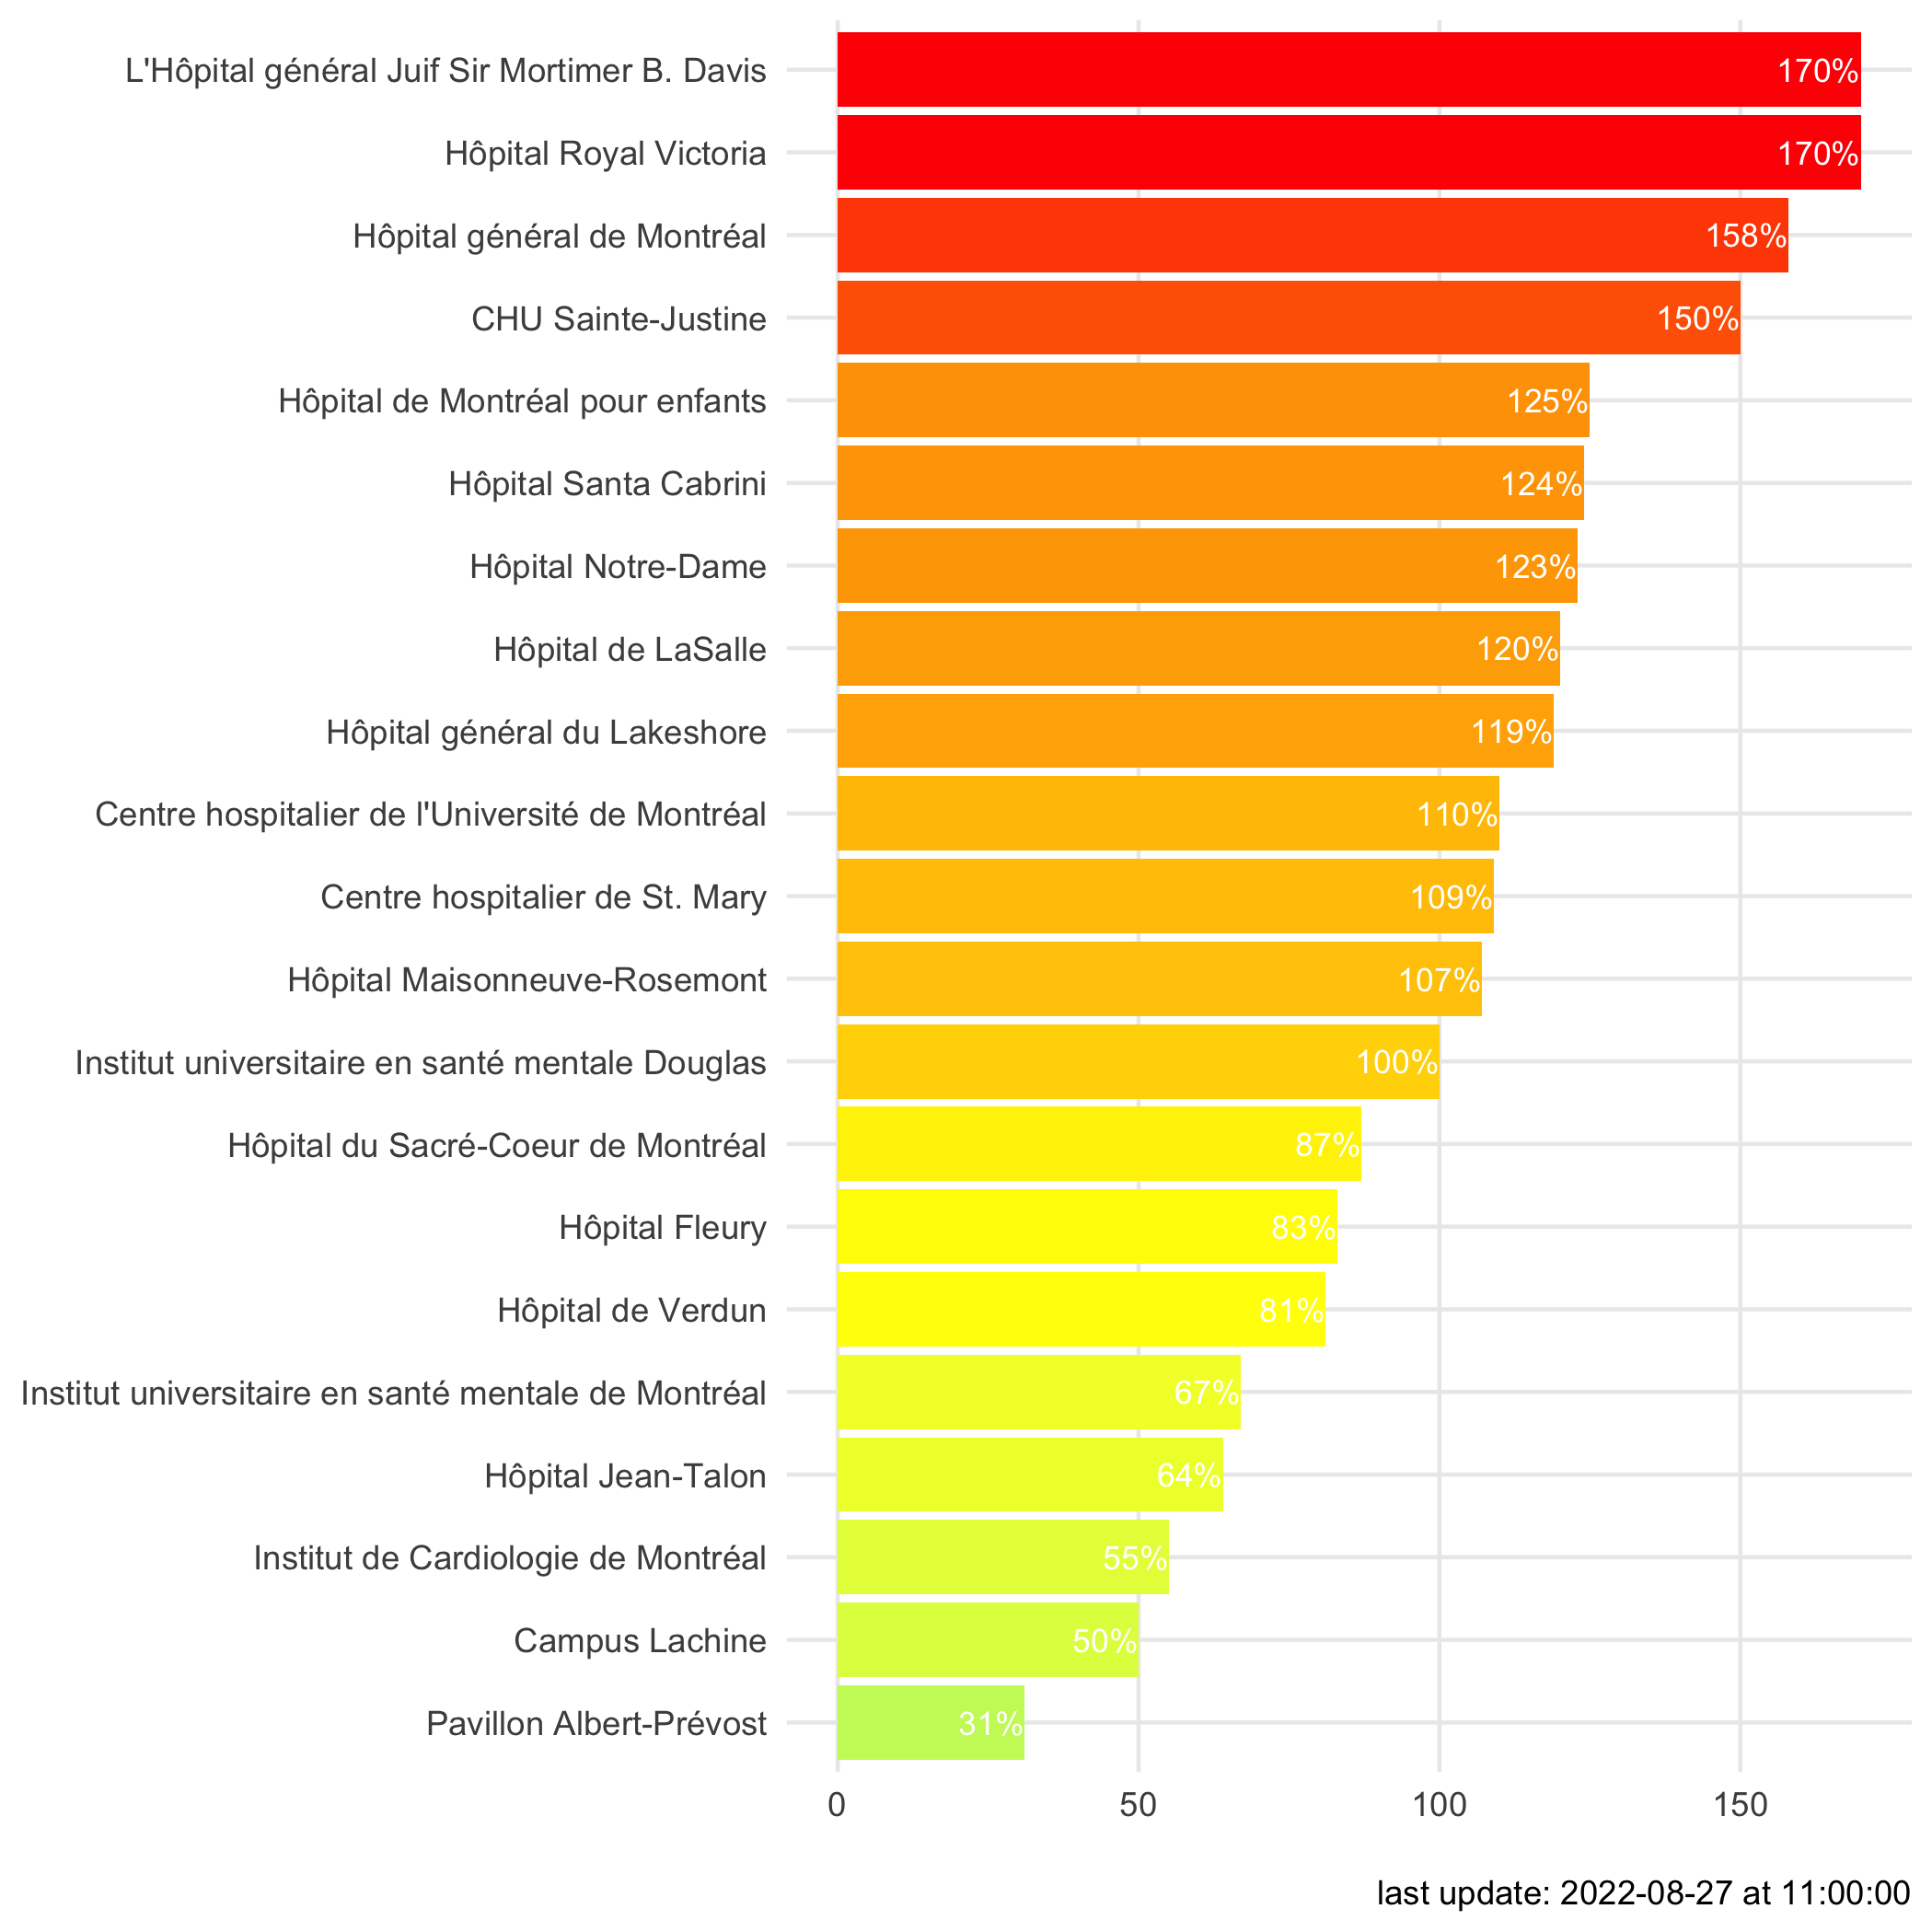 L'Hôpital général Juif Sir Mortimer B. Davis 170%
Hôpital Royal Victoria 170%
Hôpital général de Montréal 158%
CHU Sainte-Justine 150%
Hôpital de Montréal pour enfants 125%
Hôpital Santa Cabrini 124%
Hôpital Notre-Dame 123%
Hôpital de LaSalle 120%
Hôpital général du Lakeshore 119%
Centre hospitalier de l'Université de Montréal 110%
Centre hospitalier de St. Mary 109%
Hôpital Maisonneuve-Rosemont 107%
Institut universitaire en santé mentale Douglas 100%
Hôpital du Sacré-Coeur de Montréal 87%
Hôpital Fleury 83%
Hôpital de Verdun 81%
Institut universitaire en santé mentale de Montréal 67%
Hôpital Jean-Talon 64%
Institut de Cardiologie de Montréal 55%
Campus Lachine 50%
Pavillon Albert-Prévost 31%
0 50 100 150
last update: 2022-08-27 at 11:00:00